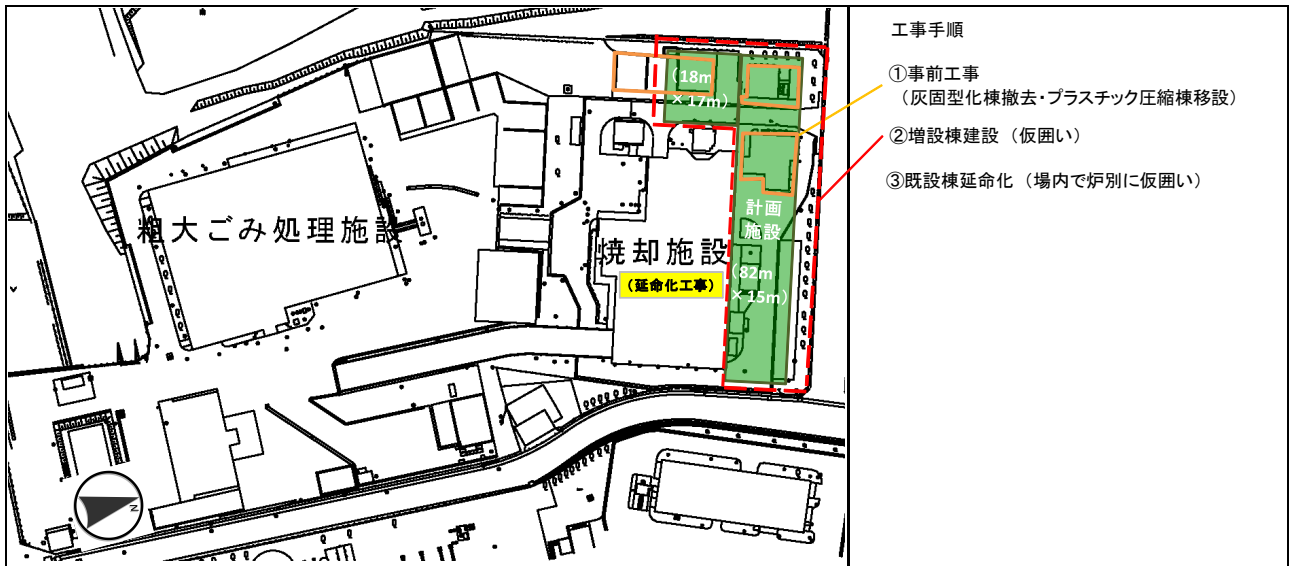 工事手順
①事前工事
（灰固型化棟撤去・プラスチック圧縮棟移設）
②増設棟建設 （仮囲い）
③既設棟延命化 （場内で炉別に仮囲い）
（18m
×17m）
計画
施設
（82m
×15m）
粗大ごみ処理施設
焼却施設
（延命化工事）
N